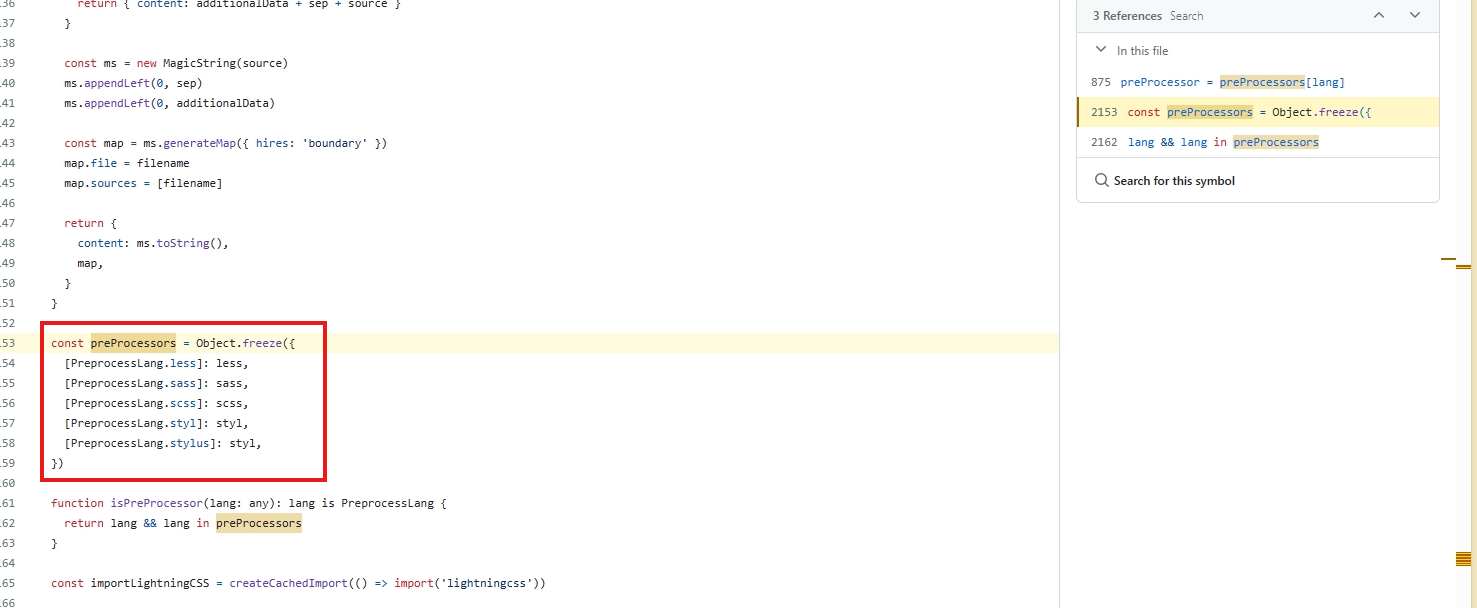 .36 return { content: additionalData + sep + source }
.37 }
.38
.39 const ms = new MagicString(source)
.40 ms.appendLeft(0, sep)
.41 ms.appendLeft(0, additionalData)
.42
.43 const map = ms.generateMap({ hires: 'boundary' })
.44 map.file = filename
.45 map.sources = [filename]
.46
.47 return {
.48 content: ms.toString(),
.49 map,
.50 }
.51 }
.52
.53 const preProcessors = Object.freeze({
.54 [PreprocessLang.less]: less,
.55 [PreprocessLang.sass]: sass,
.56 [PreprocessLang.scss]: scss,
.57 [PreprocessLang.styl]: styl,
.58 [PreprocessLang.stylus]: styl,
.59 })
.60
.61 function isPreProcessor(lang: any): lang is PreprocessLang {
.62 return lang && lang in preProcessors
.63 }
.64
.65 const importLightningCSS = createCachedImport(() => import('lightningcss'))
.66
3 References Search
In this file
875 preProcessor = preProcessors[lang]
2153 const preProcessors = Object.freeze({
2162 lang && lang in preProcessors
Search for this symbol